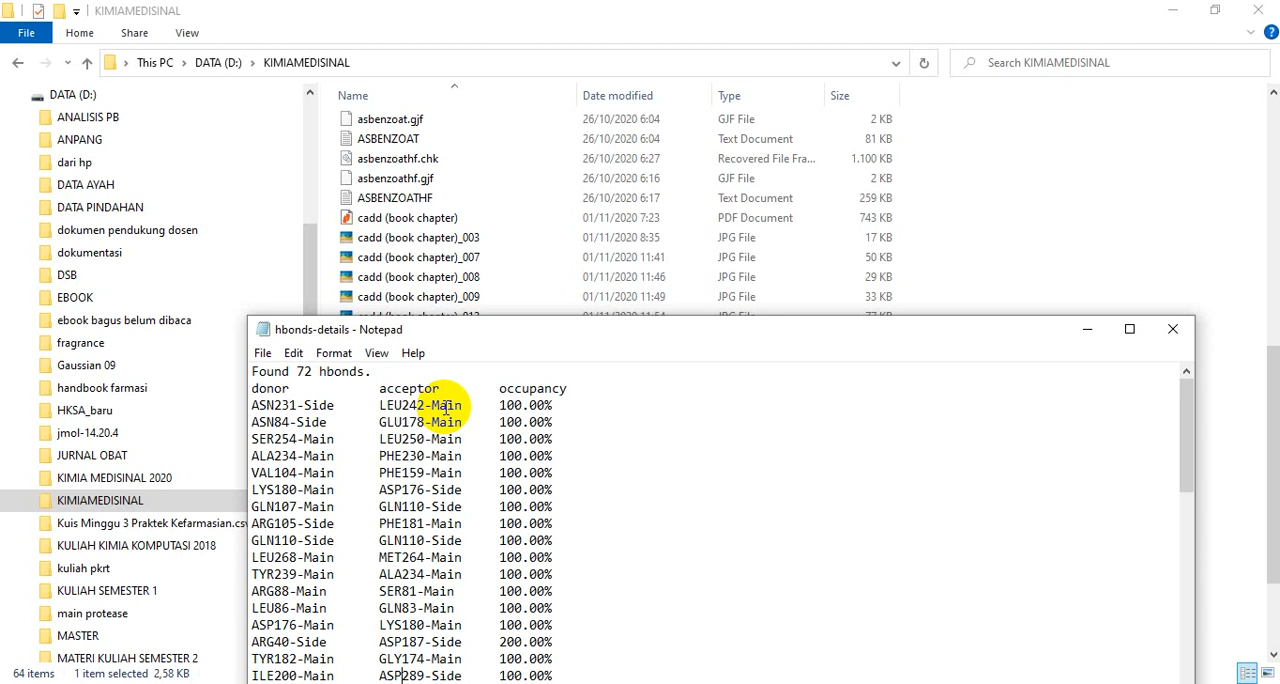 KIMIAMEDISINAL
File Home Share View
This PC DATA (D:) KIMIAMEDISINAL
Search KIMIAMEDISINAL
DATA (D:)
ANALISIS PB
ANPANG
dari hp
DATA AYAH
DATA PINDAHAN
dokumen pendukung dosen
dokumentasi
DSB
EBOOK
ebook bagus belum dibaca
fragrance
Gaussian 09
handbook farmasi
HKSA_baru
jmol-14.20.4
JURNAL OBAT
KIMIA MEDISINAL 2020
KIMIAMEDISINAL
Kuis Minggu 3 Praktek Kefarmasian.csv
KULIAH KIMIA KOMPUTASI 2018
kuliah pkrt
KULIAH SEMESTER 1
main protease
MASTER
MATERI KULIAH SEMESTER 2
Name Date modified Type Size
asbenzoat.gjf 26/10/2020 6:04 GJF File 2 KB
ASBENZOAT 26/10/2020 6:04 Text Document 81 KB
asbenzoathf.chk 26/10/2020 6:27 Recovered File Fra... 1.100 KB
asbenzoathf.gjf 26/10/2020 6:16 GJF File 2 KB
ASBENZOATHF 26/10/2020 6:17 Text Document 259 KB
cadd (book chapter) 01/11/2020 7:23 PDF Document 743 KB
cadd (book chapter)_003 01/11/2020 8:35 JPG File 17 KB
cadd (book chapter)_007 01/11/2020 11:41 JPG File 50 KB
cadd (book chapter)_008 01/11/2020 11:46 JPG File 29 KB
cadd (book chapter)_009 01/11/2020 11:49 JPG File 33 KB
hbonds-details - Notepad
File Edit Format View Help
Found 72 hbonds.
donor acceptor occupancy
ASN231-Side LEU242-Main 100.00%
ASN84-Side GLU178-Main 100.00%
SER254-Main LEU250-Main 100.00%
ALA234-Main PHE230-Main 100.00%
VAL104-Main PHE159-Main 100.00%
LYS180-Main ASP176-Side 100.00%
GLN107-Main GLN110-Side 100.00%
ARG105-Side PHE181-Main 100.00%
GLN110-Side GLN110-Side 100.00%
LEU268-Main MET264-Main 100.00%
TYR239-Main ALA234-Main 100.00%
ARG88-Main SER81-Main 100.00%
LEU86-Main GLN83-Main 100.00%
ASP176-Main LYS180-Main 100.00%
ARG40-Side ASP187-Side 200.00%
TYR182-Main GLY174-Main 100.00%
ILE200-Main ASP289-Side 100.00%
64 items 1 item selected 2,58 KB